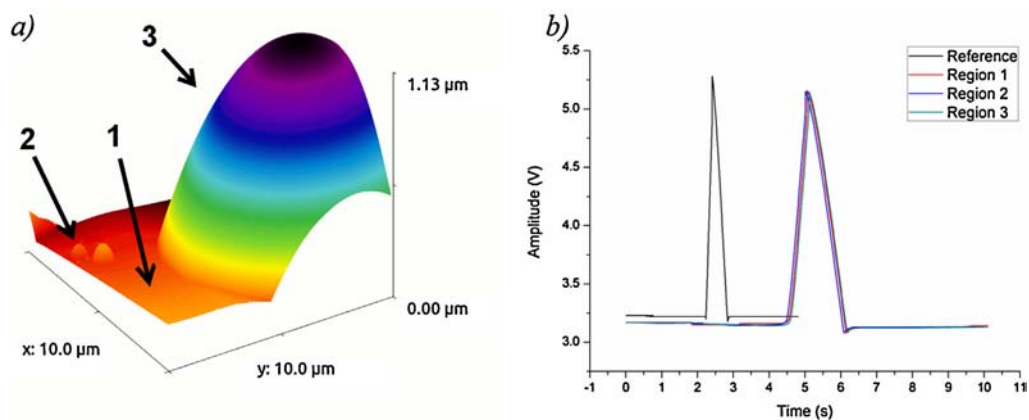 a)
3
1.13 µm
2
1
0.00 µm
x: 10.0 µm
y: 10.0 µm
b)
5.5
5.0
4.5
4.0
3.5
3.0
Amplitude (V)
Reference
Region 1
Region 2
Region 3
-1 0 1 2 3 4 5 6 7 8 9 10 11
Time (s)